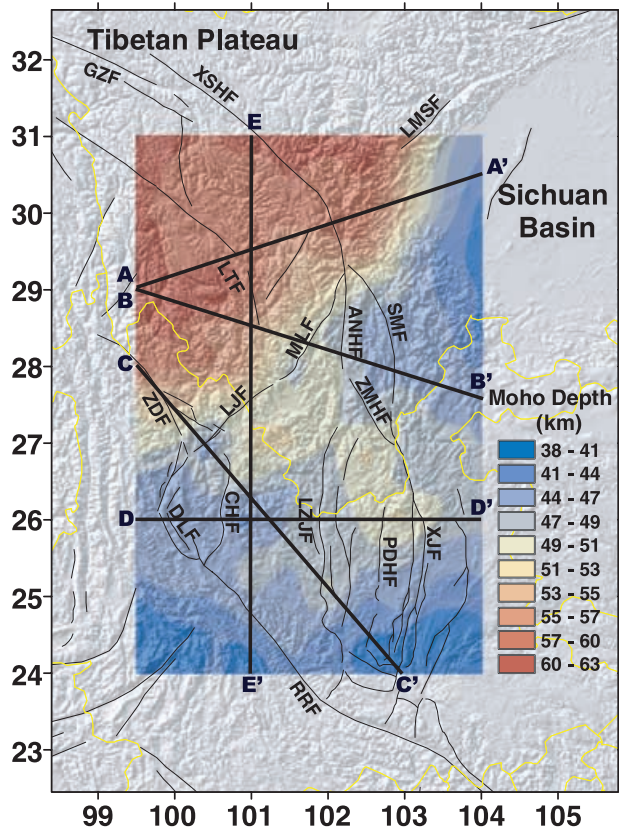 Tibetan Plateau
GZF
XSHF
LMSF
E
A'
Sichuan
Basin
A
B
LTF
MLF
ANHF
SMF
C
ZDF
LJF
ZMHF
B'
Moho Depth
(km)
38 - 41
41 - 44
44 - 47
47 - 49
49 - 51
51 - 53
53 - 55
55 - 57
57 - 60
60 - 63
D
DLF
CHF
LZJF
PDHF
XJF
D'
E'
RRF
C'
32
31
30
29
28
27
26
25
24
23
99 100 101 102 103 104 105